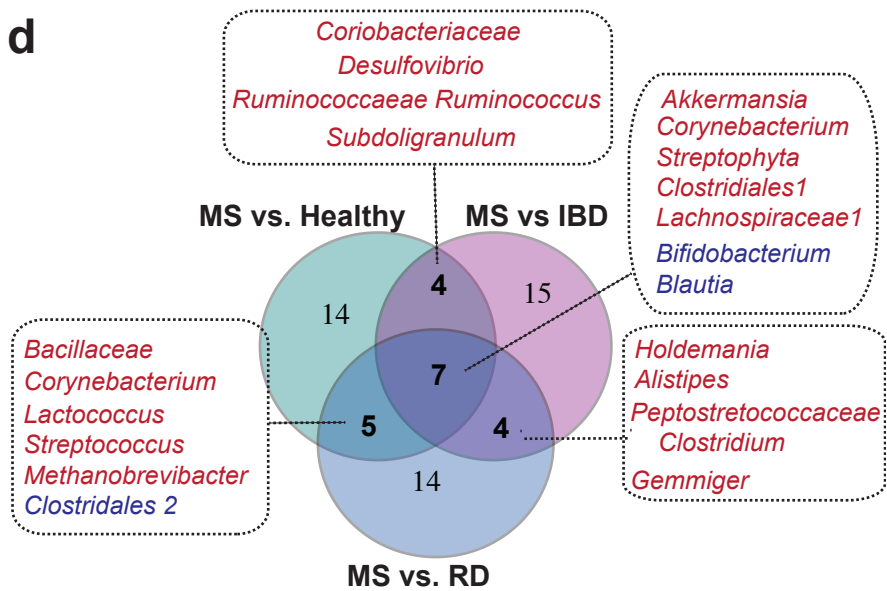 d
Coriobacteriaceae
Desulfovibrio
Ruminococcaeae Ruminococcus
Subdoligranulum
Akkermansia
Corynebacterium
Streptophyta
Clostridiales1
Lachnospiraceae1
Bifidobacterium
Blautia
MS vs. Healthy
MS vs IBD
4
14
15
7
5
4
14
Bacillaceae
Corynebacterium
Lactococcus
Streptococcus
Methanobrevibacter
Clostridales 2
Holdemania
Alistipes
Peptostretococcaceae
Clostridium
Gemmiger
MS vs. RD